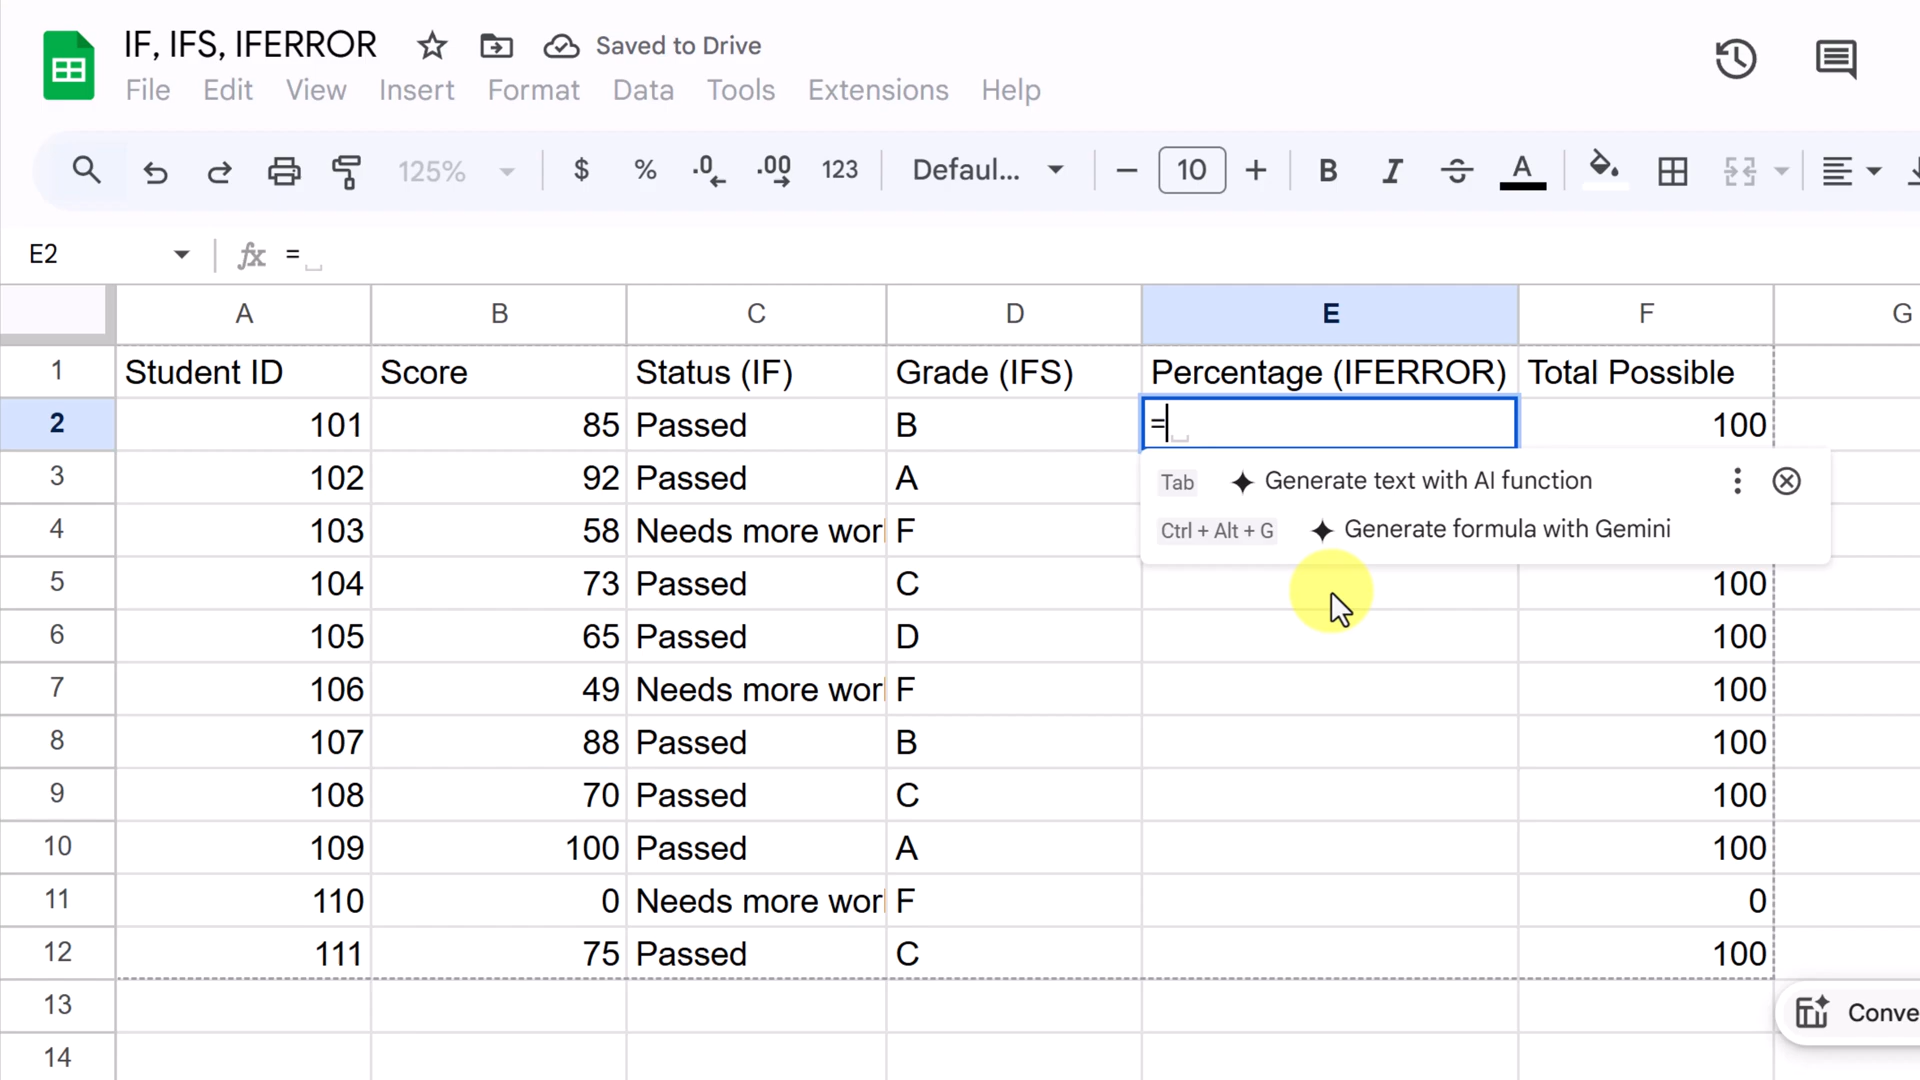 IF, IFS, IFERROR Saved to Drive
File Edit View Insert Format Data Tools Extensions Help
125% $ % .0 .00 123 Defaul... 10 B I A
E2 fx =
A B C D E F G
1 Student ID Score Status (IF) Grade (IFS) Percentage (IFERROR) Total Possible
2 101 85 Passed B = 100
3 102 92 Passed A Tab Generate text with AI function
4 103 58 Needs more wor F Ctrl + Alt + G Generate formula with Gemini
5 104 73 Passed C 100
6 105 65 Passed D 100
7 106 49 Needs more wor F 100
8 107 88 Passed B 100
9 108 70 Passed C 100
10 109 100 Passed A 100
11 110 0 Needs more wor F 0
12 111 75 Passed C 100
13 Conve
14